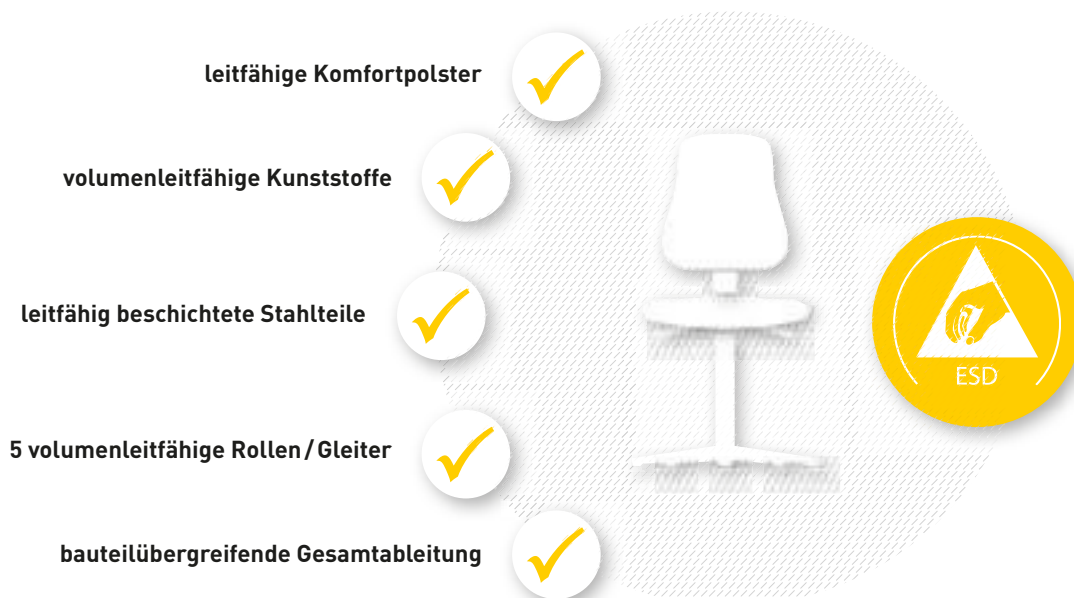 leitfähige Komfortpolster
volumenleitfähige Kunststoffe
leitfähig beschichtete Stahlteile
5 volumenleitfähige Rollen / Gleiter
bauteilübergreifende Gesamtableitung
ESD